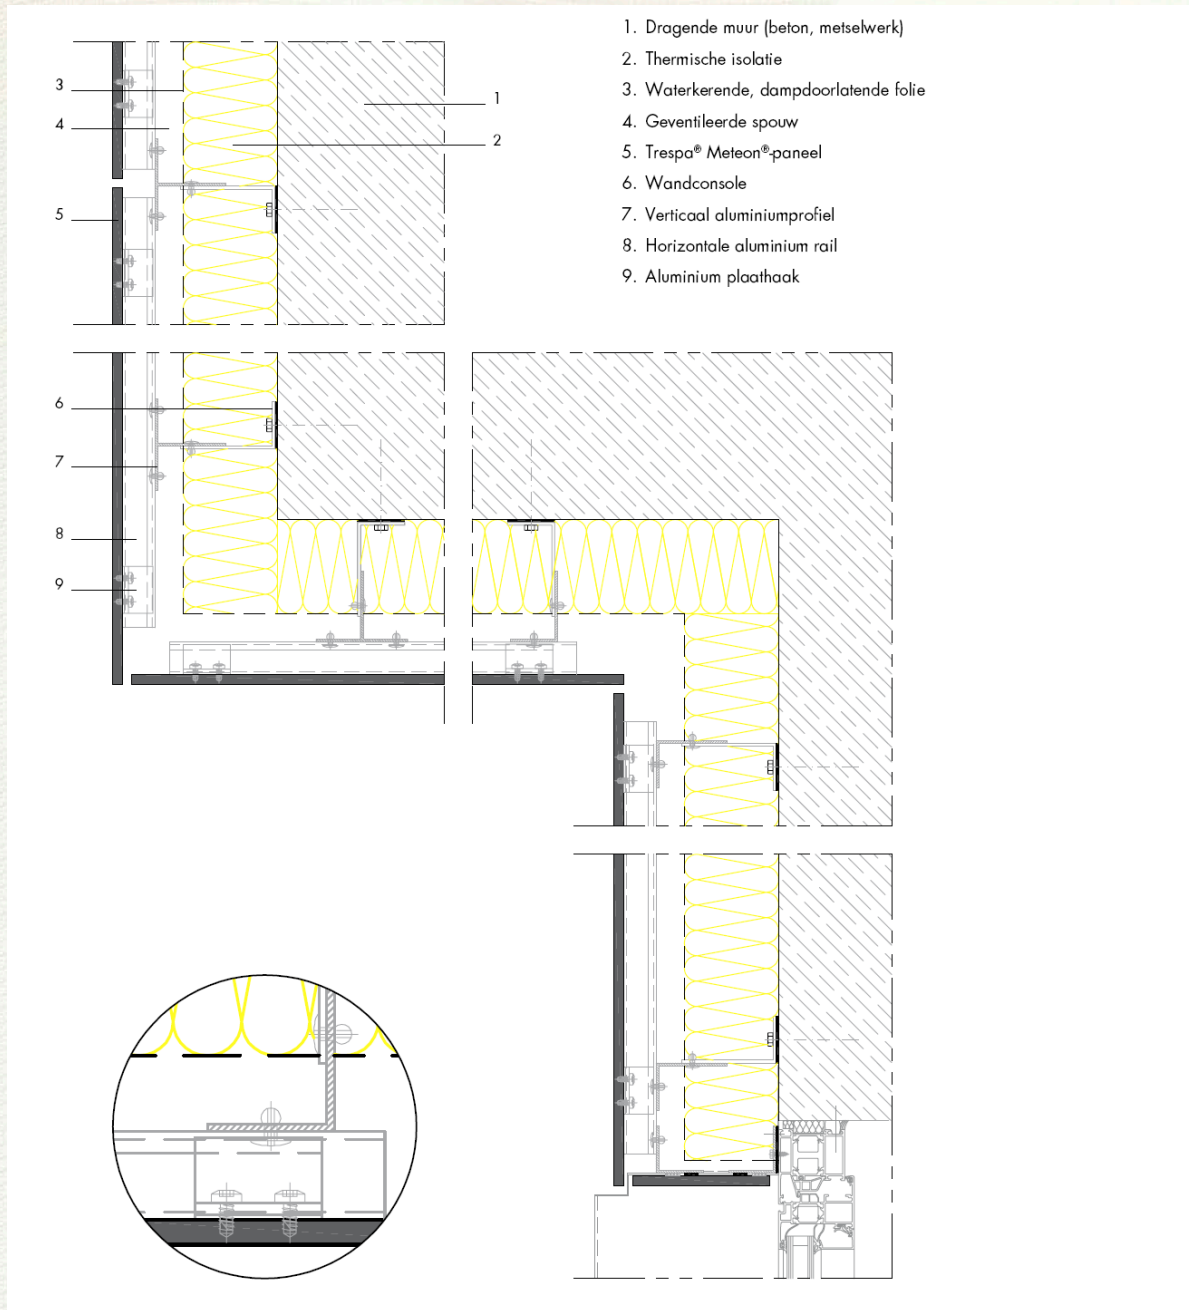 1. Dragende muur (beton, metselwerk)
2. Thermische isolatie
3. Waterkerende, dampdoorlatende folie
4. Geventileerde spouw
5. Trespa® Meteon®-paneel
6. Wandconsole
7. Verticaal aluminiumprofiel
8. Horizontale aluminium rail
9. Aluminium plaathaak
3
4
1
2
5
6
7
8
9